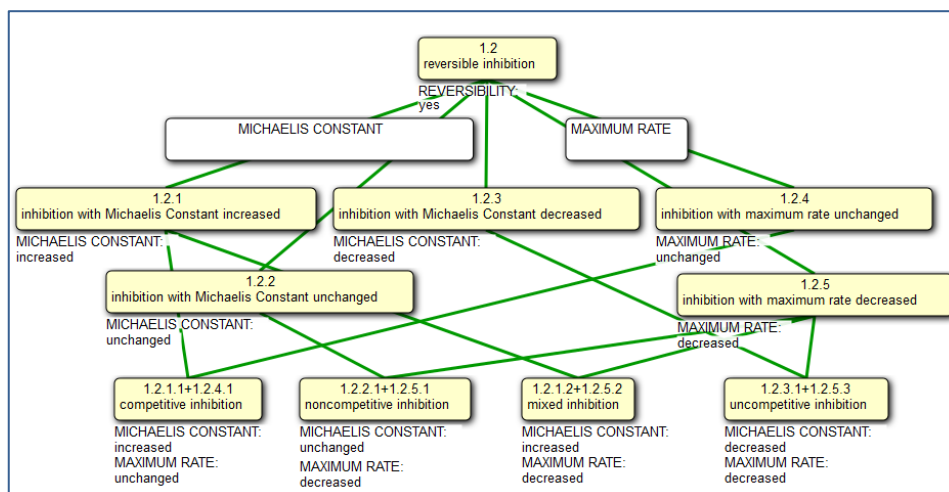 1.2
reversible inhibition
REVERSIBILITY:
yes
MICHAELIS CONSTANT
MAXIMUM RATE
1.2.1
inhibition with Michaelis Constant increased
MICHAELIS CONSTANT:
increased
1.2.3
inhibition with Michaelis Constant decreased
MICHAELIS CONSTANT:
decreased
1.2.4
inhibition with maximum rate unchanged
MAXIMUM RATE:
unchanged
1.2.2
inhibition with Michaelis Constant unchanged
MICHAELIS CONSTANT:
unchanged
1.2.5
inhibition with maximum rate decreased
MAXIMUM RATE:
decreased
1.2.1.1+1.2.4.1
competitive inhibition
MICHAELIS CONSTANT:
increased
MAXIMUM RATE:
unchanged
1.2.2.1+1.2.5.1
noncompetitive inhibition
MICHAELIS CONSTANT:
unchanged
MAXIMUM RATE:
decreased
1.2.1.2+1.2.5.2
mixed inhibition
MICHAELIS CONSTANT:
increased
MAXIMUM RATE:
decreased
1.2.3.1+1.2.5.3
uncompetitive inhibition
MICHAELIS CONSTANT:
decreased
MAXIMUM RATE:
decreased